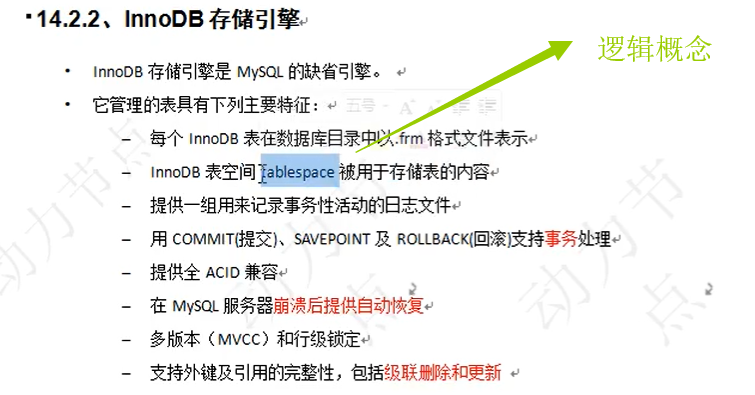 14.2.2、InnoDB 存储引擎
逻辑概念
InnoDB 存储引擎是 MySQL 的缺省引擎。
它管理的表具有下列主要特征：
五号
每个 InnoDB 表在数据库目录中以.frm 格式文件表示
InnoDB 表空间 tablespace 被用于存储表的内容
提供一组用来记录事务性活动的日志文件
用 COMMIT(提交)、SAVEPOINT 及 ROLLBACK(回滚)支持事务处理
提供全 ACID 兼容
在 MySQL 服务器崩溃后提供自动恢复
多版本（MVCC）和行级锁定
支持外键及引用的完整性，包括级联删除和更新
动力节点
动力节点